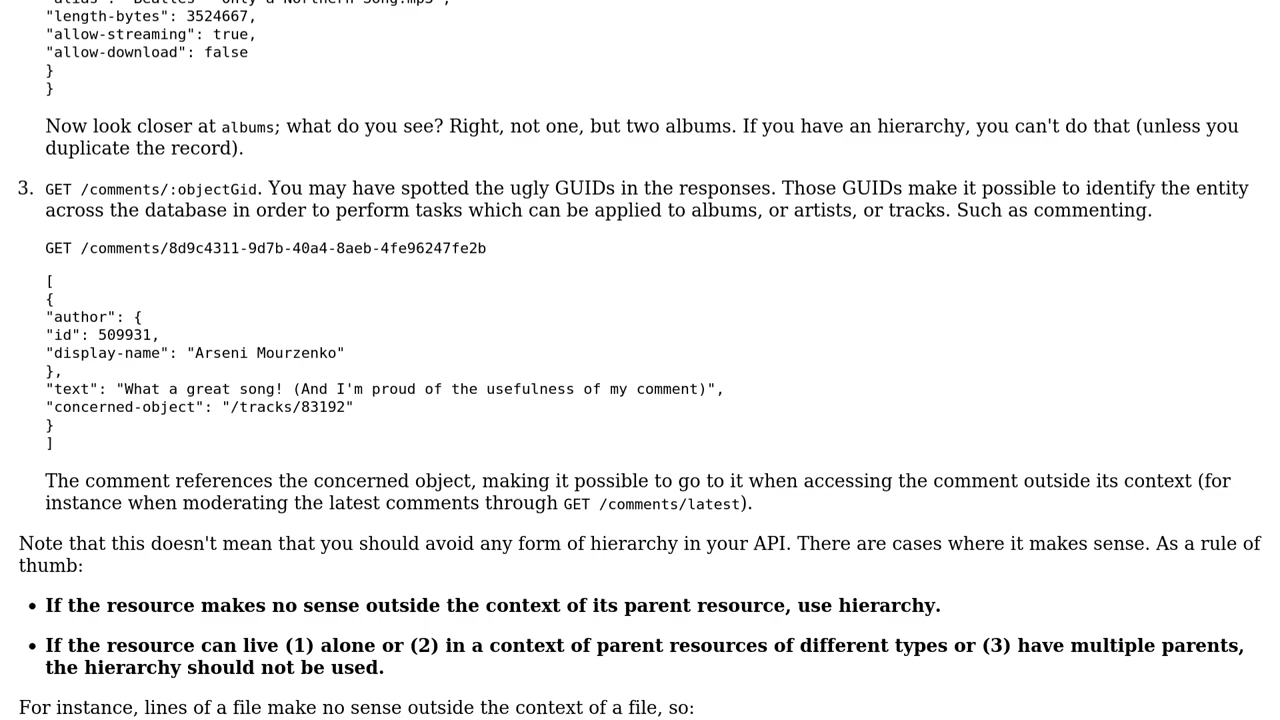 "length-bytes": 3524667,
"allow-streaming": true,
"allow-download": false
}
}
Now look closer at albums; what do you see? Right, not one, but two albums. If you have an hierarchy, you can't do that (unless you
duplicate the record).
3. GET /comments/:objectGid. You may have spotted the ugly GUIDs in the responses. Those GUIDs make it possible to identify the entity
across the database in order to perform tasks which can be applied to albums, or artists, or tracks. Such as commenting.
GET /comments/8d9c4311-9d7b-40a4-8aeb-4fe96247fe2b
[
{
"author": {
"id": 509931,
"display-name": "Arseni Mourzenko"
},
"text": "What a great song! (And I'm proud of the usefulness of my comment)",
"concerned-object": "/tracks/83192"
}
]
The comment references the concerned object, making it possible to go to it when accessing the comment outside its context (for
instance when moderating the latest comments through GET /comments/latest).
Note that this doesn't mean that you should avoid any form of hierarchy in your API. There are cases where it makes sense. As a rule of
thumb:
• If the resource makes no sense outside the context of its parent resource, use hierarchy.
• If the resource can live (1) alone or (2) in a context of parent resources of different types or (3) have multiple parents,
the hierarchy should not be used.
For instance, lines of a file make no sense outside the context of a file, so: